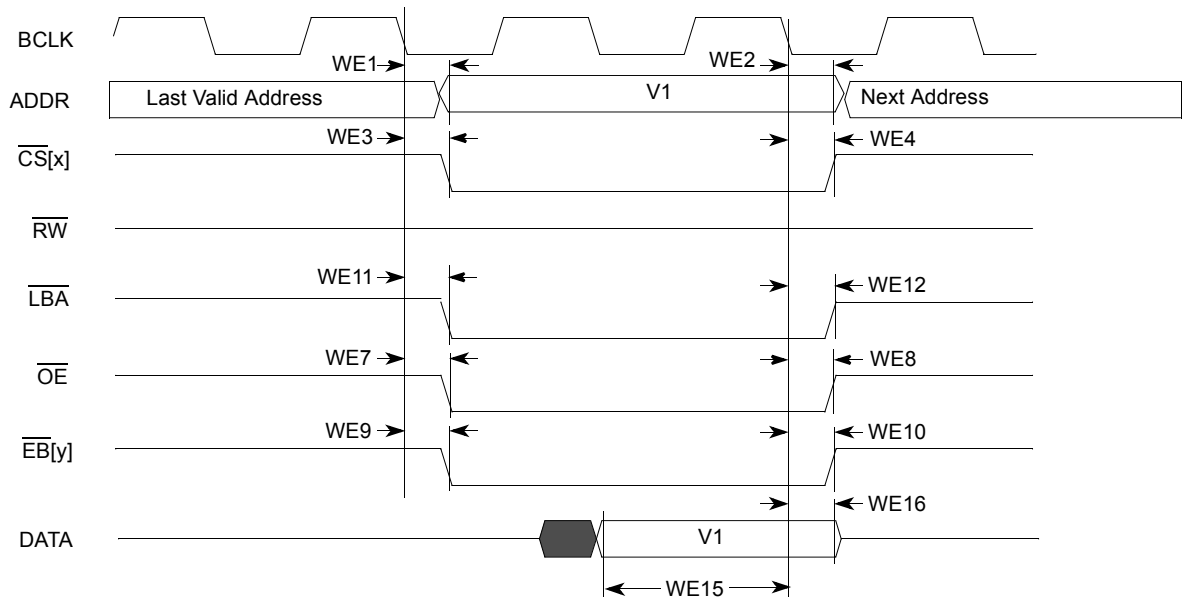 BCLK
WE1
WE2
ADDR
Last Valid Address
V1
Next Address
WE3
WE4
CS[x]
RW
WE11
WE12
LBA
WE7
WE8
OE
WE9
WE10
EB[y]
WE16
DATA
V1
WE15